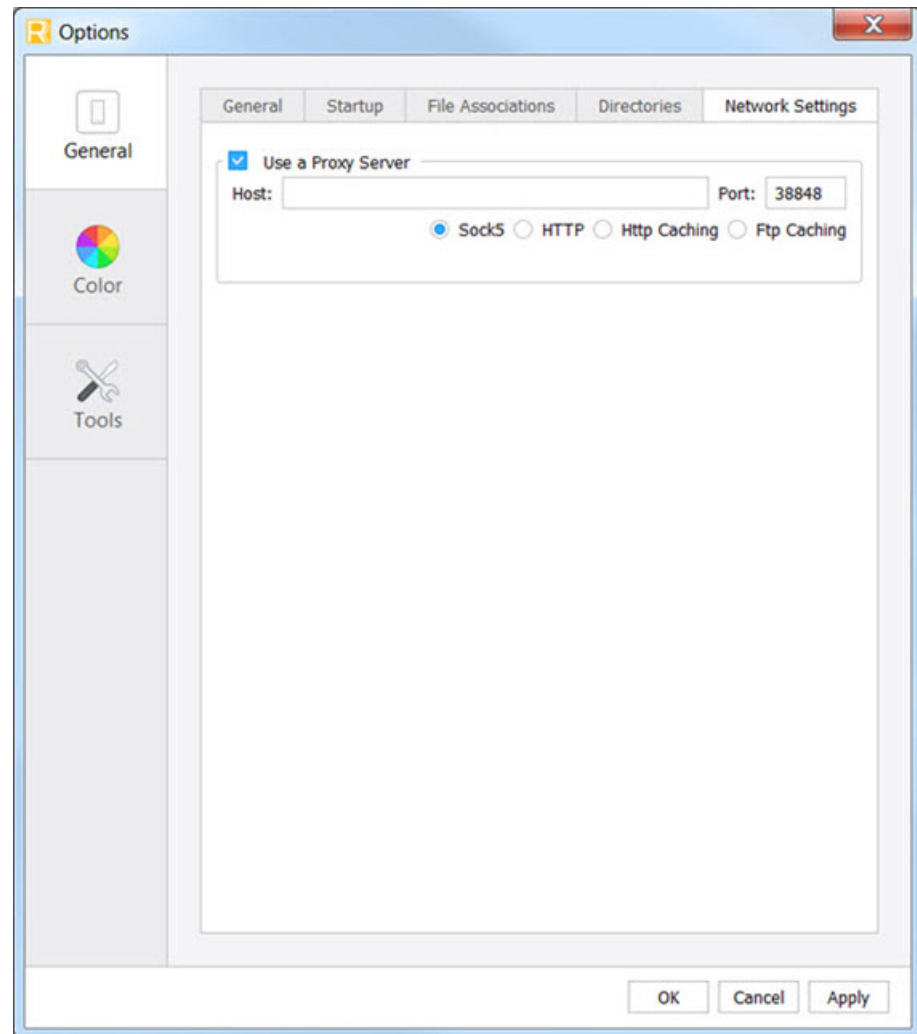 Options
General
Color
Tools
General Startup File Associations Directories Network Settings
Use a Proxy Server
Host: Port: 38848
Sock5 HTTP Http Caching Ftp Caching
OK Cancel Apply